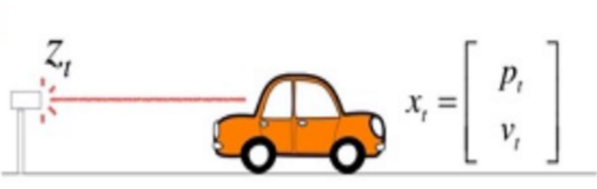 z_t
x_t = [ p_t
v_t ]